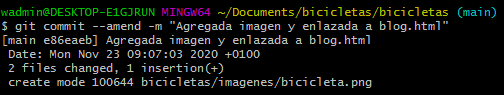 wadmin@DESKTOP-E1GJRUN MINGW64 ~/Documents/bicicletas/bicicletas (main)
$ git commit --amend -m "Agregada imagen y enlazada a blog.html"
[main e86eaeb] Agregada imagen y enlazada a blog.html
 Date: Mon Nov 23 09:07:03 2020 +0100
 2 files changed, 1 insertion(+)
 create mode 100644 bicicletas/imagenes/bicicleta.png